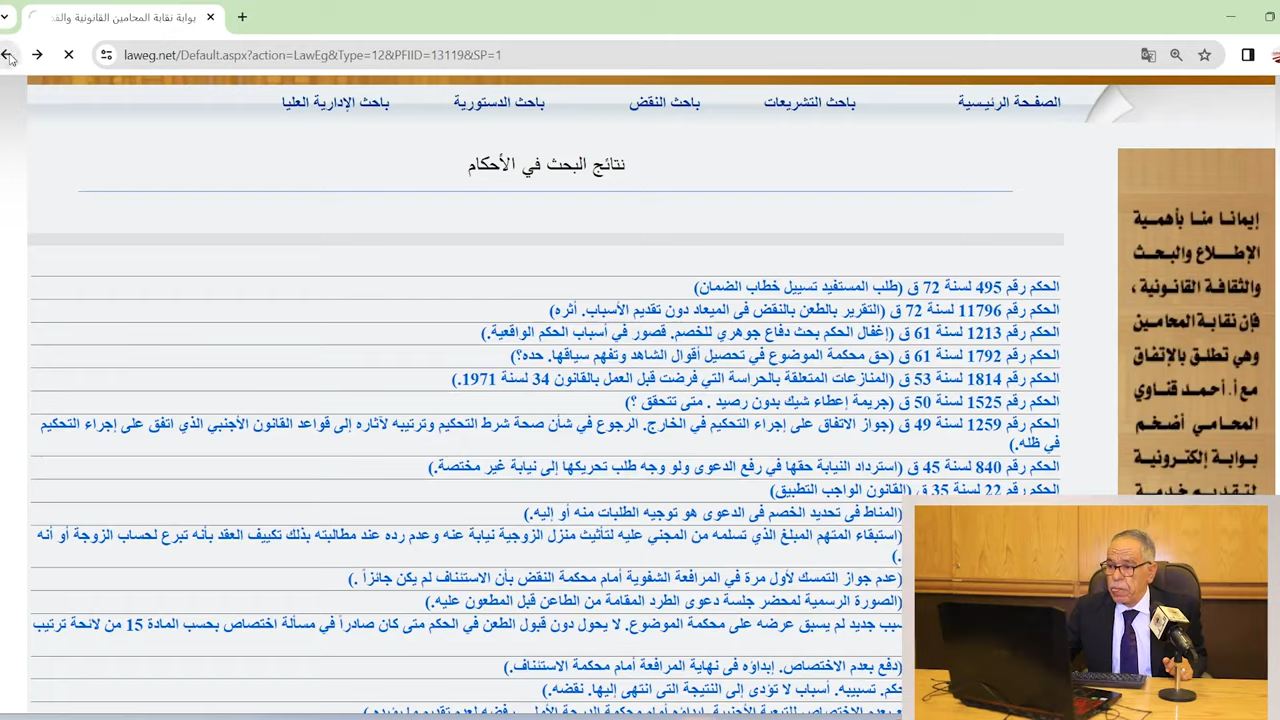 بوابة نقابة المحامين القانونية والفذ
laweg.net/Default.aspx?action=LawEg&Type=12&PFIID=13119&SP=1
الصفحة الرئيسية باحث التشريعات باحث النقض باحث الدستورية باحث الإدارية العليا
نتائج البحث في الأحكام
الحكم رقم 495 لسنة 72 ق (طلب المستفيد تسييل خطاب الضمان)
الحكم رقم 11796 لسنة 72 ق (التقرير بالطعن بالنقض فى الميعاد دون تقديم الأسباب. أثره)
الحكم رقم 1213 لسنة 61 ق (إغفال الحكم بحث دفاع جوهري للخصم. قصور في أسباب الحكم الواقعية.)
الحكم رقم 1792 لسنة 61 ق (حق محكمة الموضوع في تحصيل أقوال الشاهد وتفهم سياقها. حده؟)
الحكم رقم 1814 لسنة 53 ق (المنازعات المتعلقة بالحراسة التي فرضت قبل العمل بالقانون 34 لسنة 1971.)
الحكم رقم 1525 لسنة 50 ق (جريمة إعطاء شيك بدون رصيد . متى تتحقق ؟)
الحكم رقم 1259 لسنة 49 ق (جواز الاتفاق على إجراء التحكيم في الخارج. الرجوع في شأن صحة شرط التحكيم وترتيبه لآثاره إلى قواعد القانون الأجنبي الذي اتفق على إجراء التحكيم
في ظله.)
الحكم رقم 840 لسنة 45 ق (استرداد النيابة حقها في رفع الدعوى ولو وجه طلب تحريكها إلى نيابة غير مختصة.)
الحكم رقم 22 لسنة 35 ق (القانون الواجب التطبيق)
(المناط فى تحديد الخصم فى الدعوى هو توجيه الطلبات منه أو إليه.)
(استبقاء المتهم المبلغ الذي تسلمه من المجني عليه لتأثيث منزل الزوجية نيابة عنه وعدم رده عند مطالبته بذلك تكييف العقد بأنه تبرع لحساب الزوجة أو أنه
.)
(عدم جواز التمسك لأول مرة في المرافعة الشفوية أمام محكمة النقض بأن الاستئناف لم يكن جائزاً .)
(الصورة الرسمية لمحضر جلسة دعوى الطرد المقامة من الطاعن قبل المطعون عليه.)
سبب جديد لم يسبق عرضه على محكمة الموضوع. لا يحول دون قبول الطعن في الحكم متى كان صادراً في مسألة اختصاص بحسب المادة 15 من لائحة ترتيب
(دفع بعدم الاختصاص. إبداؤه فى نهاية المرافعة أمام محكمة الاستئناف.)
حكم. تسبيبه. أسباب لا تؤدى إلى النتيجة التى انتهى إليها. نقضه.)
إيمانا منا بأهمية
الإطلاع والبحث
والثقافة القانونية ،
فإن نقابة المحامين
وهي تطلق بالإتفاق
مع أ. أحمد قناوي
المحامي أضخم
بوابة إلكترونية
لتقديم خدمة